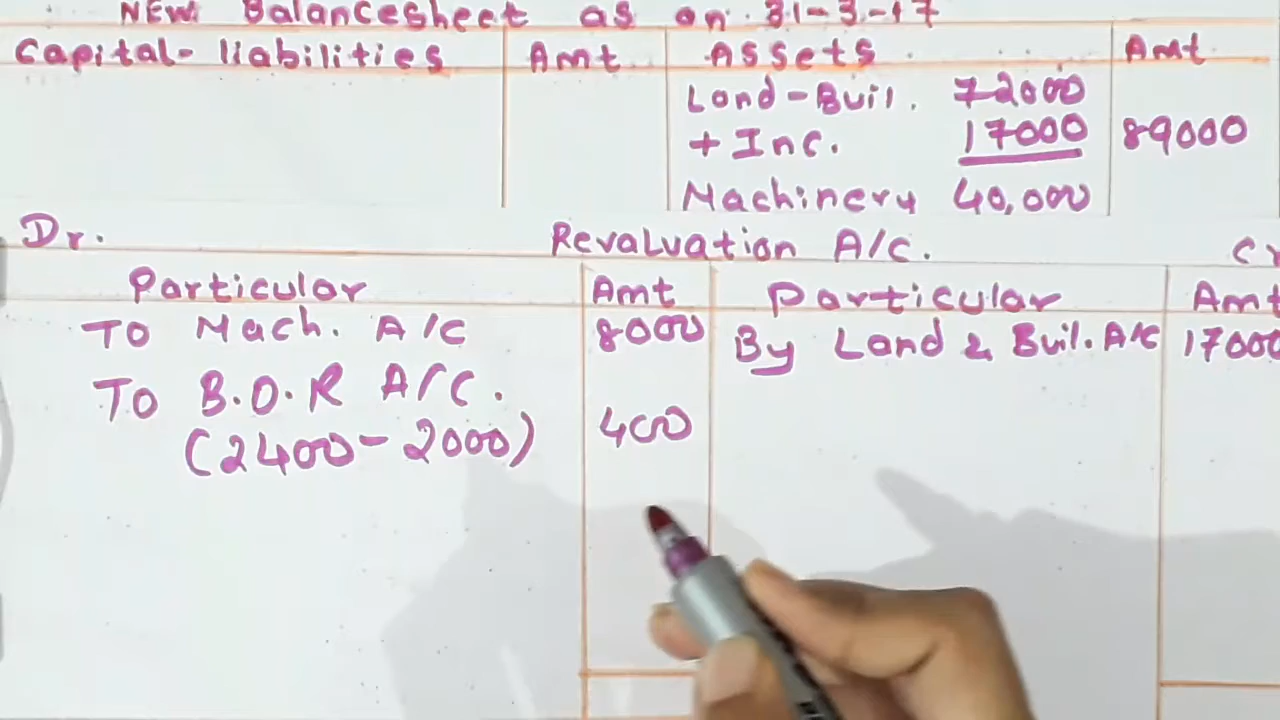 NEW Balancesheet as on 31-3-17
Capital-liabilities Amt Assets Amt
Land-Buil. 72000
+ Inc. 17000 89000
Machinery 40,000
Dr. Revaluation A/C. Cr
Particular Amt Particular Amt
To Mach. A/C 8000 By Land & Buil. A/C 17000
To B.D.R A/C.
(2400-2000) 400